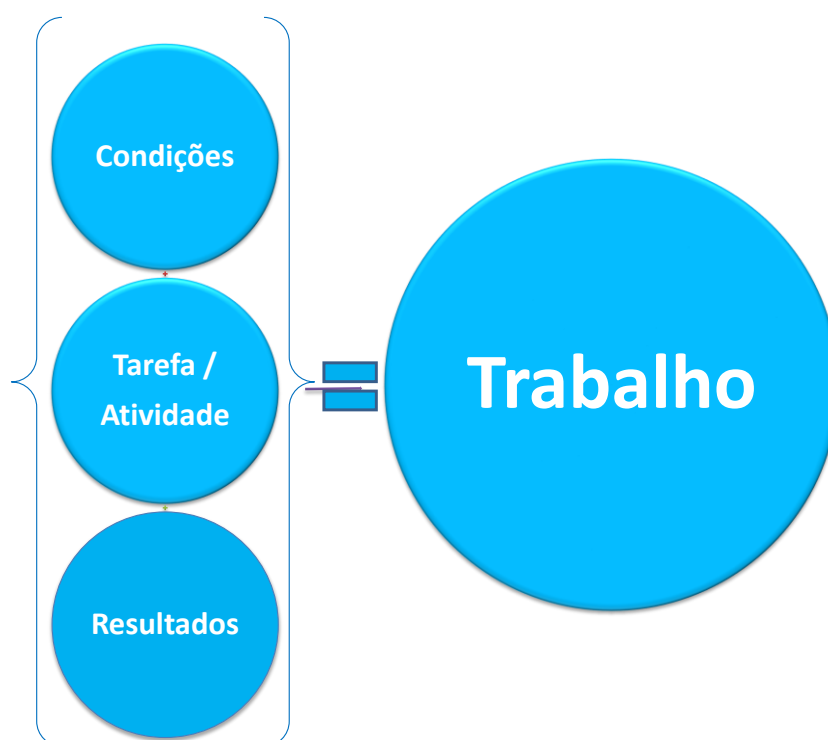 Condições
Tarefa /
Atividade
Resultados
Trabalho